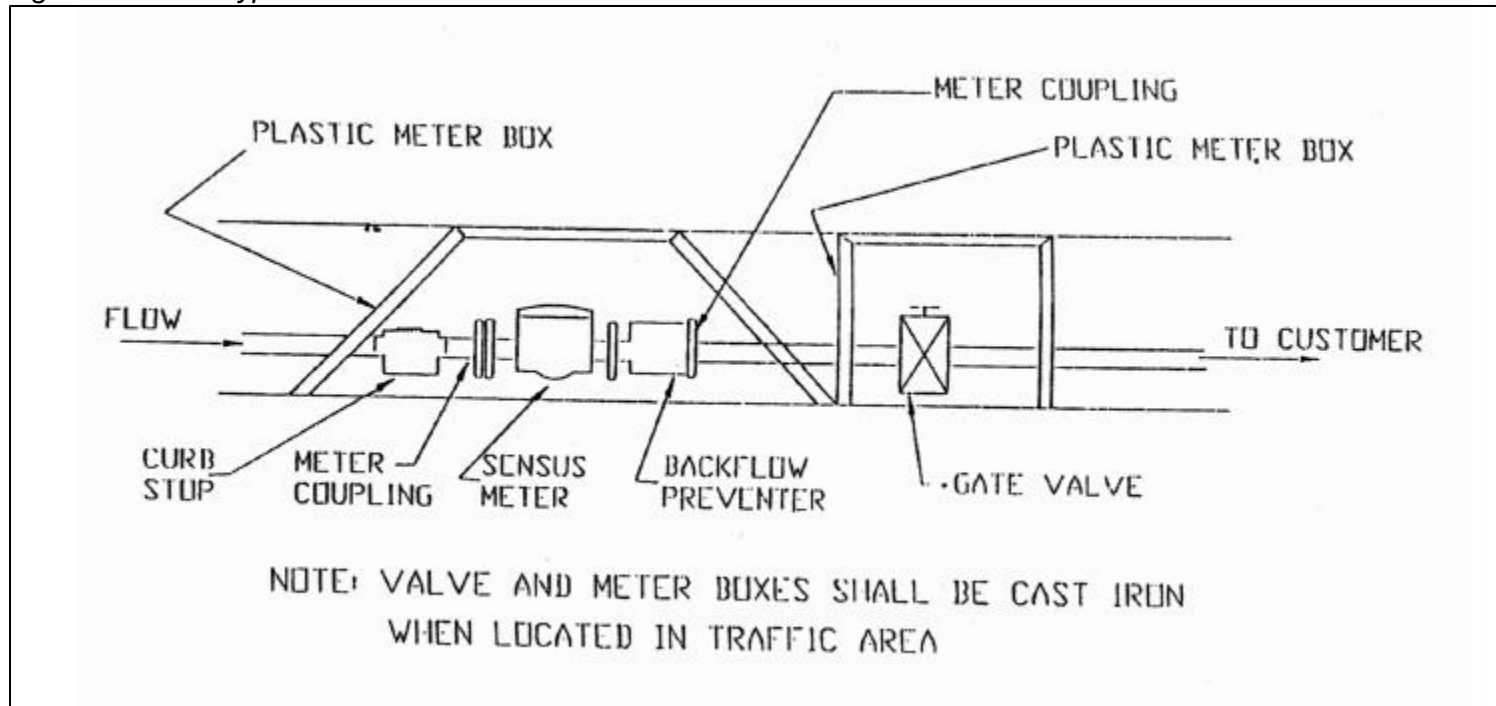 METER COUPLING
PLASTIC METER BOX
PLASTIC METER BOX
FLOW
TO CUSTOMER
CURB
STOP
METER
COUPLING
SENSUS
METER
BACKFLOW
PREVENTER
GATE VALVE
NOTE: VALVE AND METER BOXES SHALL BE CAST IRON
WHEN LOCATED IN TRAFFIC AREA